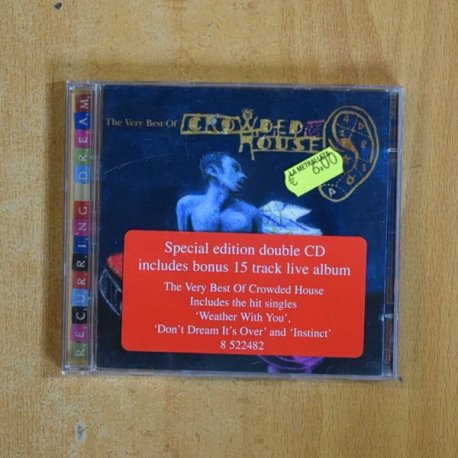 RECURRING DREAM
The Very Best Of
CROWDED
HOUSE
LA METRALLETA
€ 6,00
Special edition double CD
includes bonus 15 track live album
The Very Best Of Crowded House
Includes the hit singles
‘Weather With You’,
‘Don't Dream It's Over’ and ‘Instinct’
8 522482